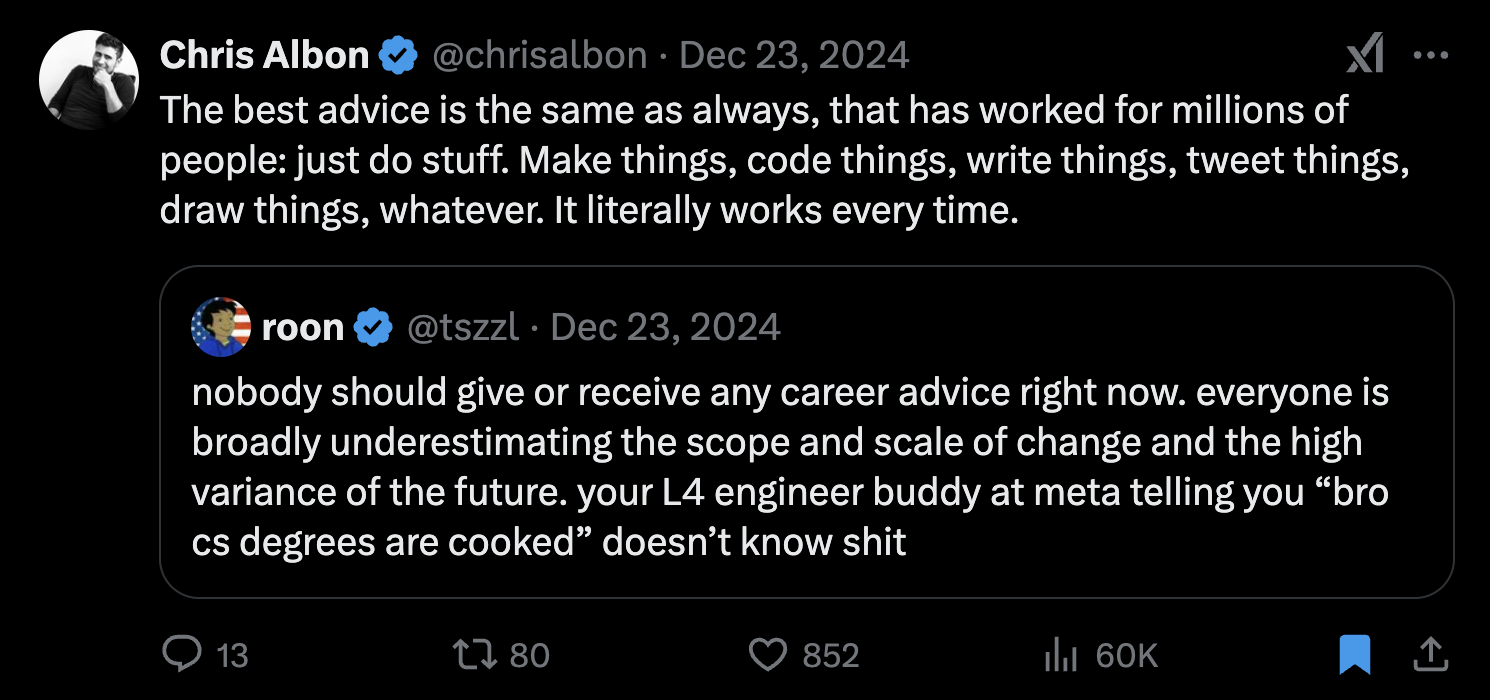 Chris Albon @chrisalbon · Dec 23, 2024
The best advice is the same as always, that has worked for millions of
people: just do stuff. Make things, code things, write things, tweet things,
draw things, whatever. It literally works every time.
roon @tszzl · Dec 23, 2024
nobody should give or receive any career advice right now. everyone is
broadly underestimating the scope and scale of change and the high
variance of the future. your L4 engineer buddy at meta telling you “bro
cs degrees are cooked” doesn’t know shit
13 80 852 60K